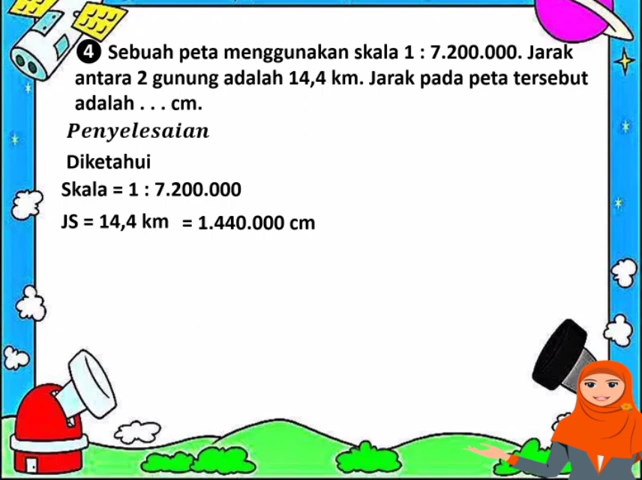 4 Sebuah peta menggunakan skala 1 : 7.200.000. Jarak
antara 2 gunung adalah 14,4 km. Jarak pada peta tersebut
adalah . . . cm.
Penyelesaian
Diketahui
Skala = 1 : 7.200.000
JS = 14,4 km = 1.440.000 cm